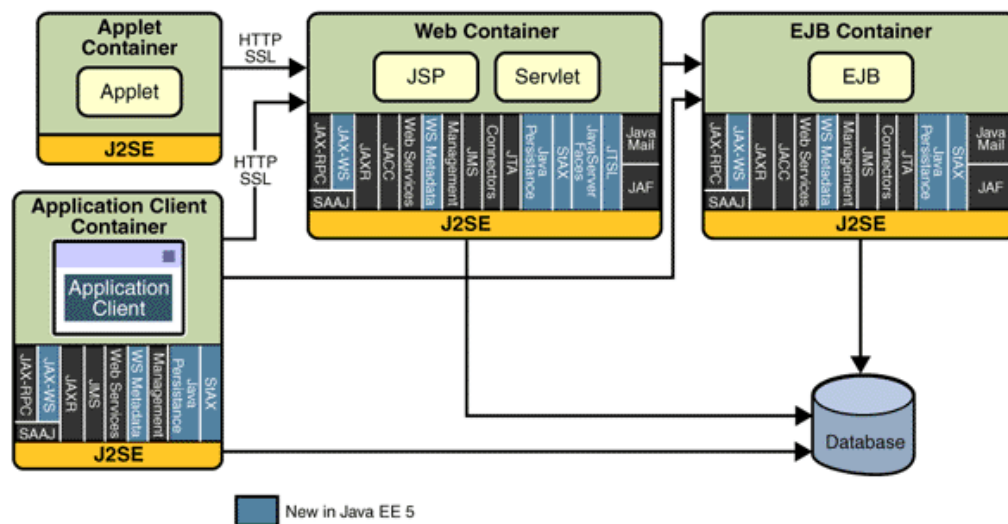 Applet
Container
Applet
J2SE
HTTP
SSL
HTTP
SSL
Web Container
JSP
Servlet
JAX-RPC
SAAJ
JAX-WS
JAXR
JACC
Web Services
WS Metadata
Management
JMS
Connectors
JTA
Java
Persistance
StAX
JavaServer
Faces
JTSL
Java
Mail
JAF
J2SE
EJB Container
EJB
JAX-RPC
SAAJ
JAX-WS
JAXR
JACC
Web Services
WS Metadata
Management
JMS
Connectors
JTA
Java
Persistance
StAX
Java
Mail
JAF
J2SE
Application Client
Container
Application
Client
JAX-RPC
SAAJ
JAX-WS
JAXR
JMS
Web Services
WS Metadata
Management
Java
Persistance
StAX
J2SE
Database
New in Java EE 5